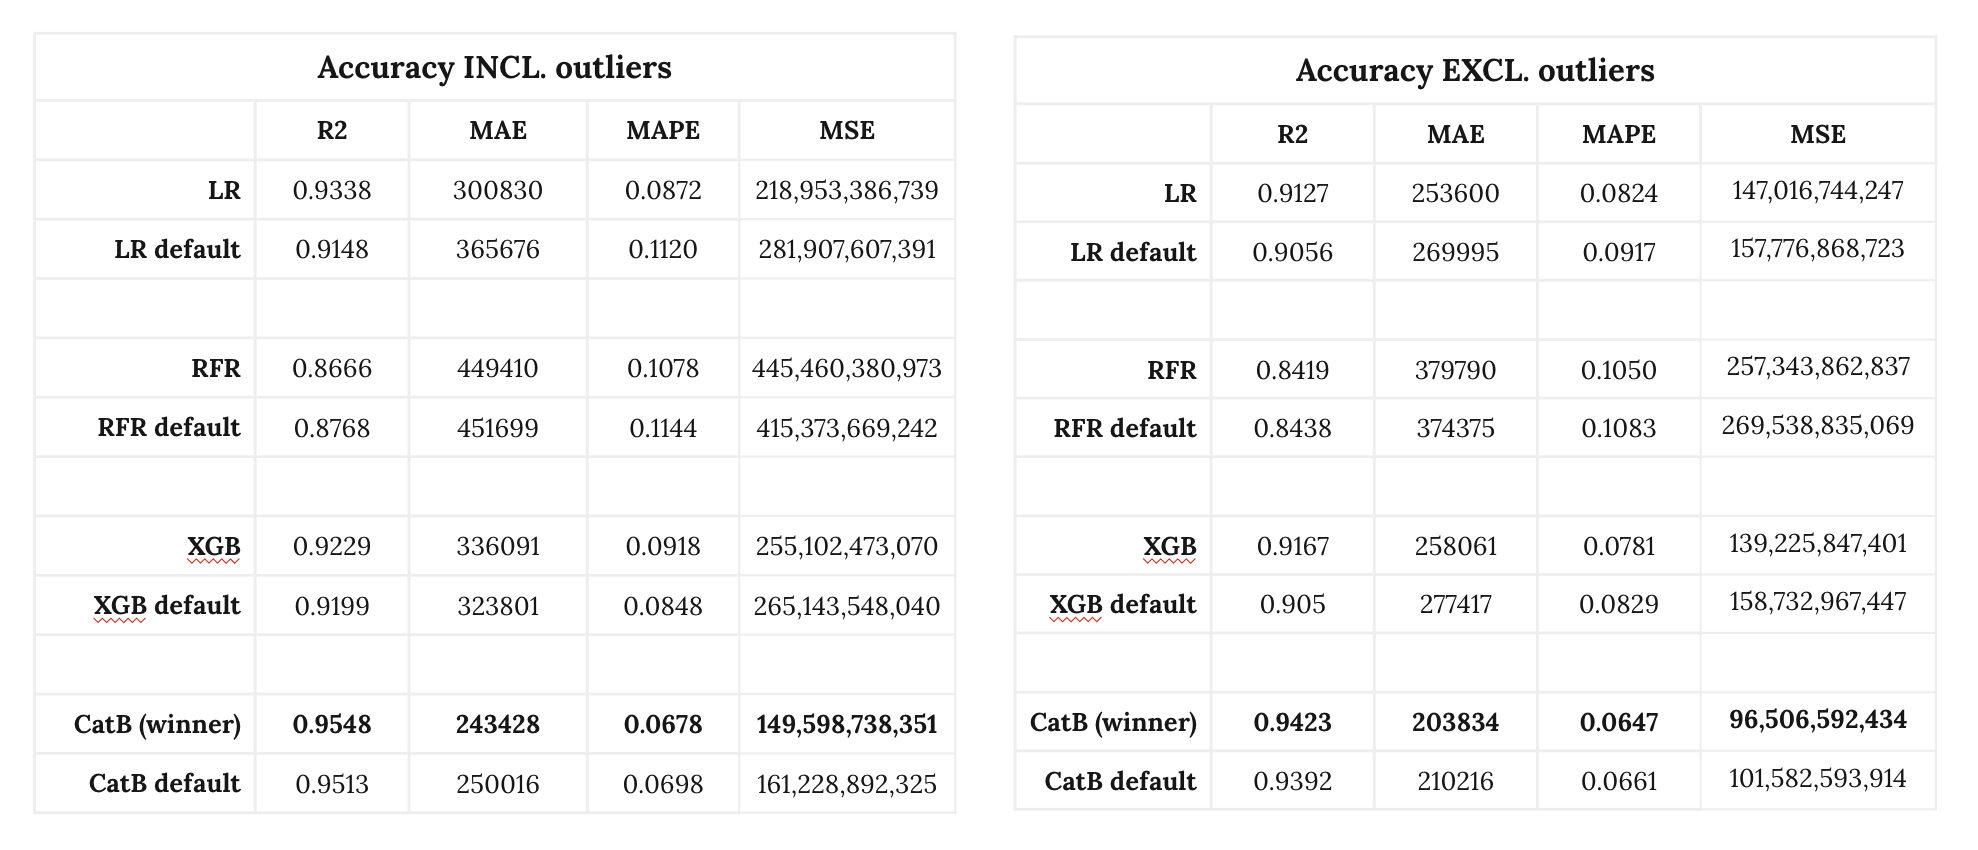 Accuracy INCL. outliers
R2 MAE MAPE MSE
LR 0.9338 300830 0.0872 218,953,386,739
LR default 0.9148 365676 0.1120 281,907,607,391
RFR 0.8666 449410 0.1078 445,460,380,973
RFR default 0.8768 451699 0.1144 415,373,669,242
XGB 0.9229 336091 0.0918 255,102,473,070
XGB default 0.9199 323801 0.0848 265,143,548,040
CatB (winner) 0.9548 243428 0.0678 149,598,738,351
CatB default 0.9513 250016 0.0698 161,228,892,325
Accuracy EXCL. outliers
R2 MAE MAPE MSE
LR 0.9127 253600 0.0824 147,016,744,247
LR default 0.9056 269995 0.0917 157,776,868,723
RFR 0.8419 379790 0.1050 257,343,862,837
RFR default 0.8438 374375 0.1083 269,538,835,069
XGB 0.9167 258061 0.0781 139,225,847,401
XGB default 0.905 277417 0.0829 158,732,967,447
CatB (winner) 0.9423 203834 0.0647 96,506,592,434
CatB default 0.9392 210216 0.0661 101,582,593,914